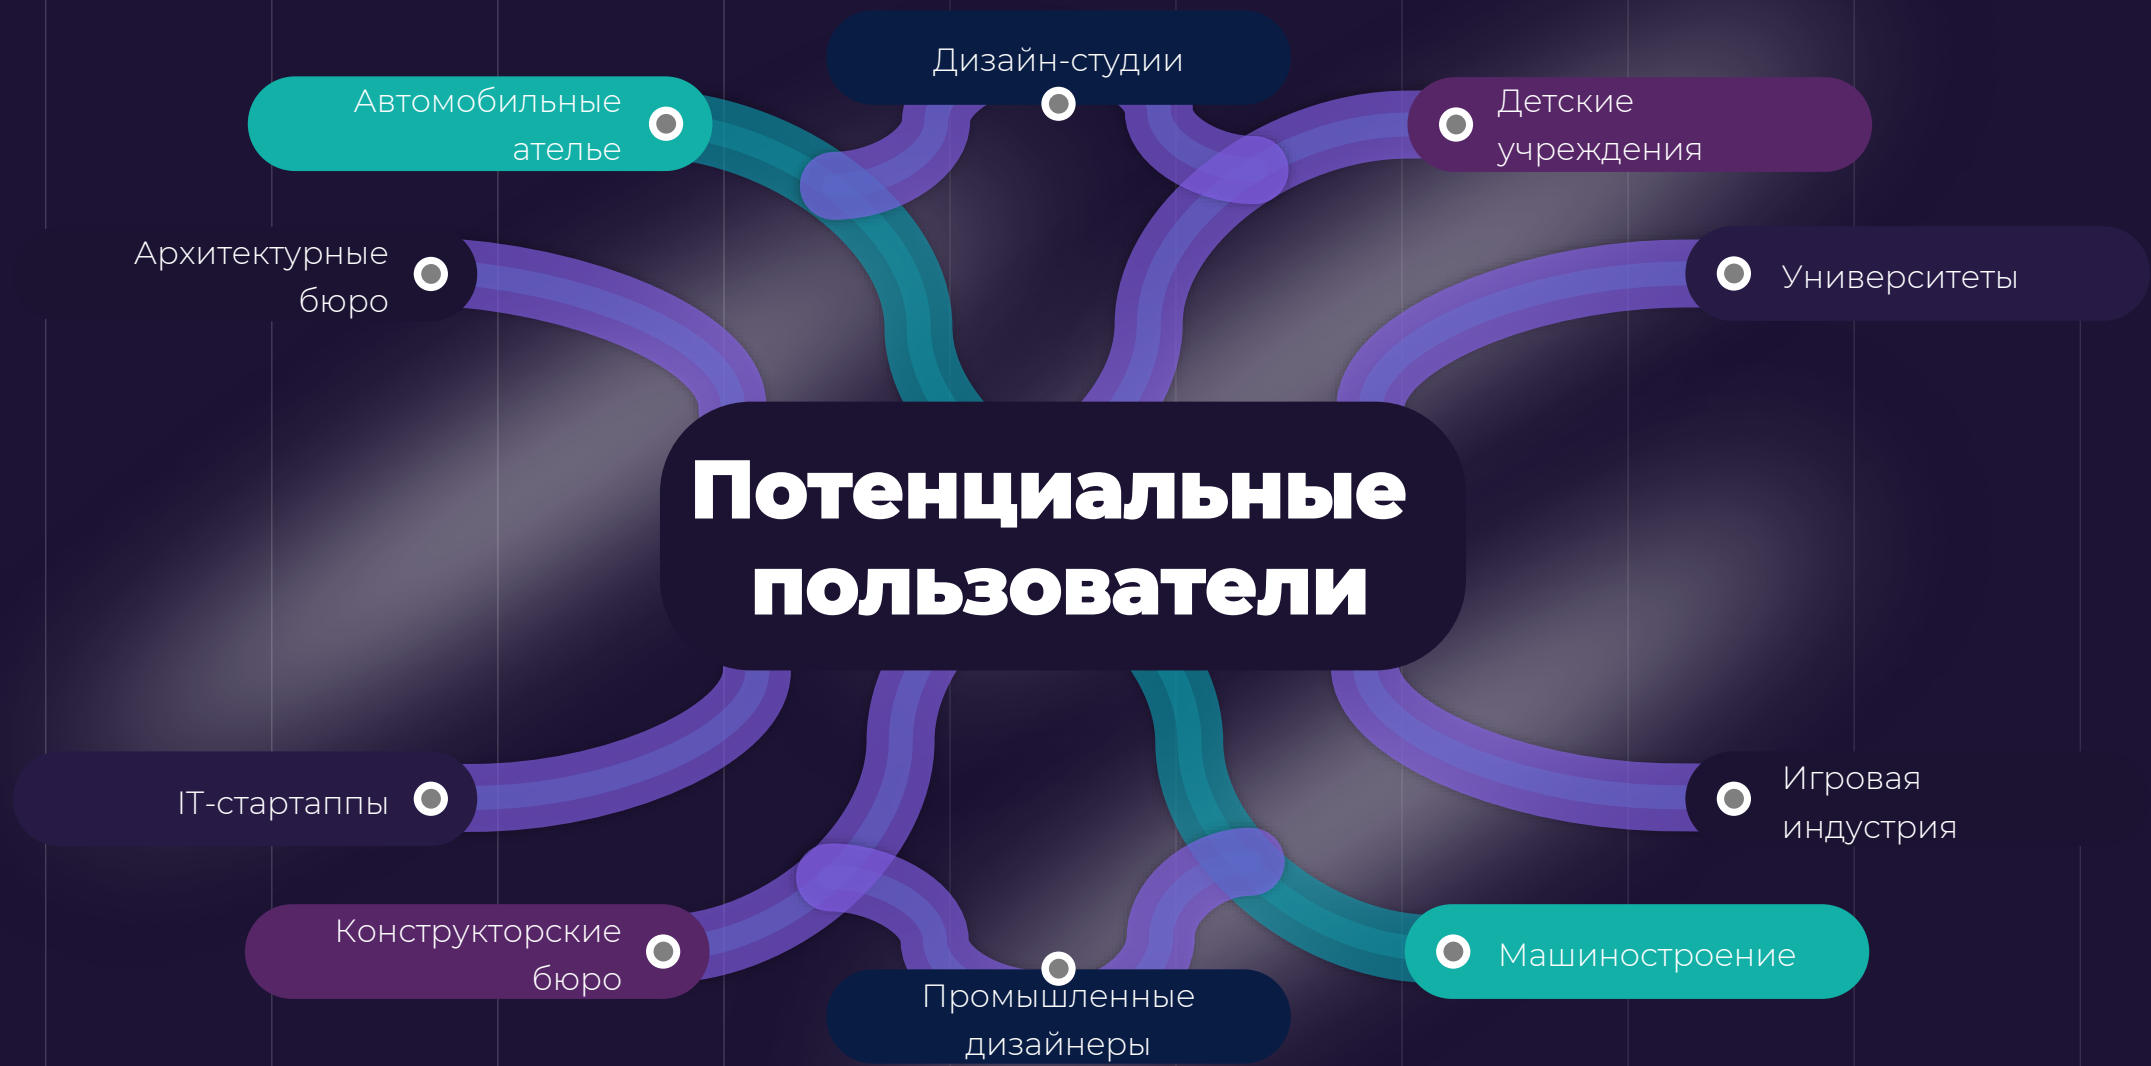 Дизайн-студии
Автомобильные
ателье
Детские
учреждения
Архитектурные
бюро
Университеты
Потенциальные
пользователи
IT-стартаппы
Игровая
индустрия
Конструкторские
бюро
Машиностроение
Промышленные
дизайнеры